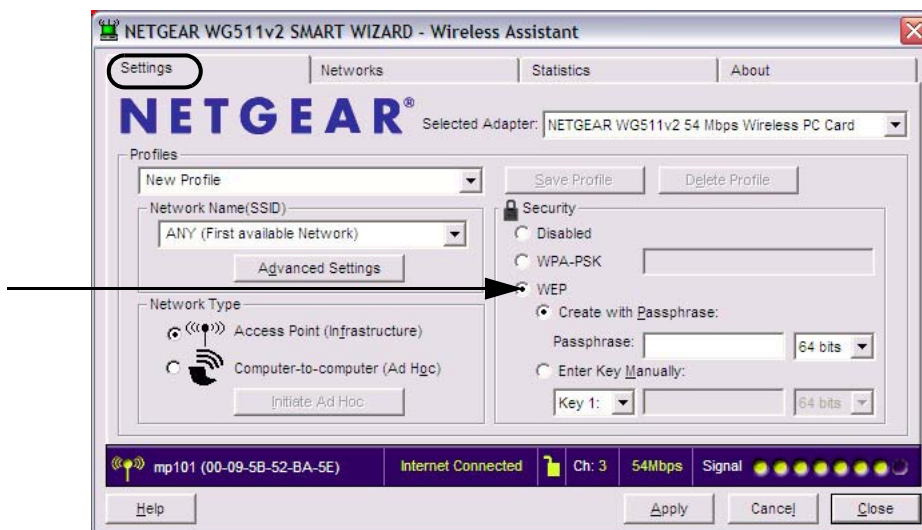 NETGEAR WG511v2 SMART WIZARD - Wireless Assistant
Settings Networks Statistics About
NETGEAR® Selected Adapter: NETGEAR WG511v2 54 Mbps Wireless PC Card
Profiles
New Profile Save Profile Delete Profile
Network Name(SSID) Security
ANY (First available Network) Disabled
WPA-PSK
Advanced Settings
WEP
Network Type Create with Passphrase:
Access Point (Infrastructure) Passphrase: 64 bits
Computer-to-computer (Ad Hoc) Enter Key Manually:
Initiate Ad Hoc Key 1: 64 bits
mp101 (00-09-5B-52-BA-5E) Internet Connected Ch: 3 54Mbps Signal
Help Apply Cancel Close